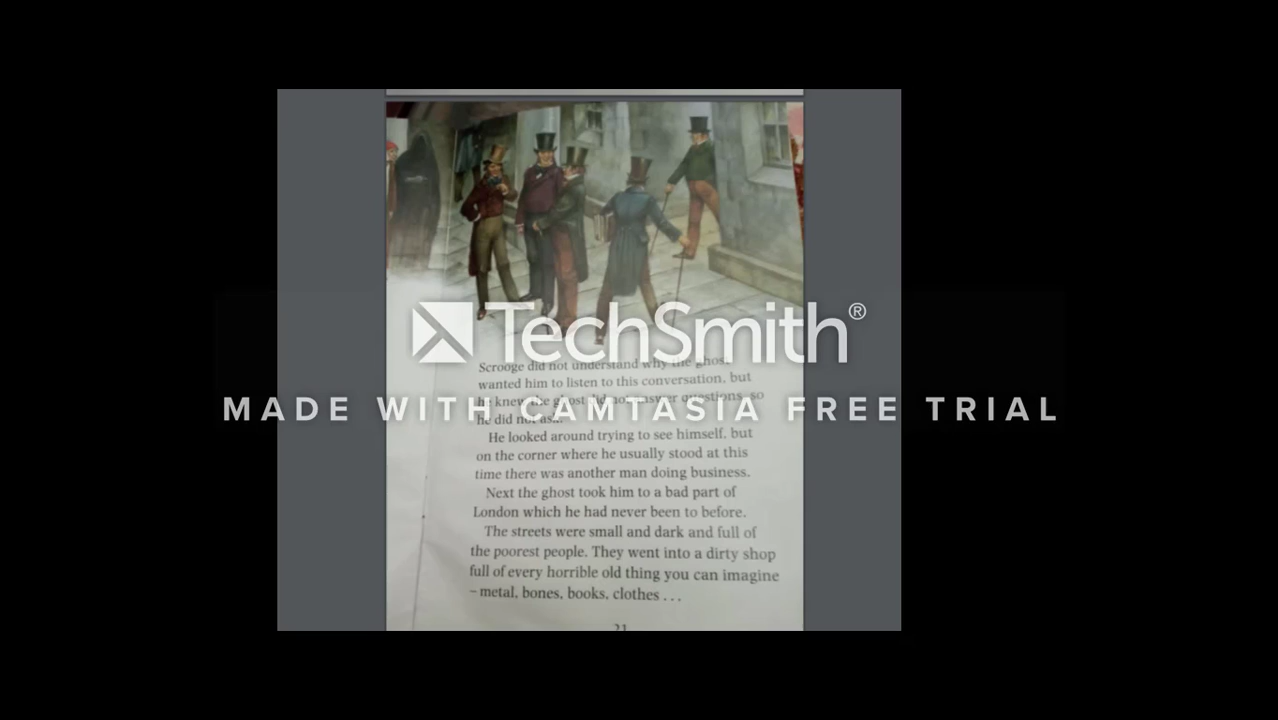 TechSmith®
MADE WITH CAMTASIA FREE TRIAL
Scrooge did not understand why the ghost
wanted him to listen to this conversation, but
he knew the ghost did not answer questions, so
he did not ask.
He looked around trying to see himself, but
on the corner where he usually stood at this
time there was another man doing business.
Next the ghost took him to a bad part of
London which he had never been to before.
The streets were small and dark and full of
the poorest people. They went into a dirty shop
full of every horrible old thing you can imagine
– metal, bones, books, clothes . . .
21